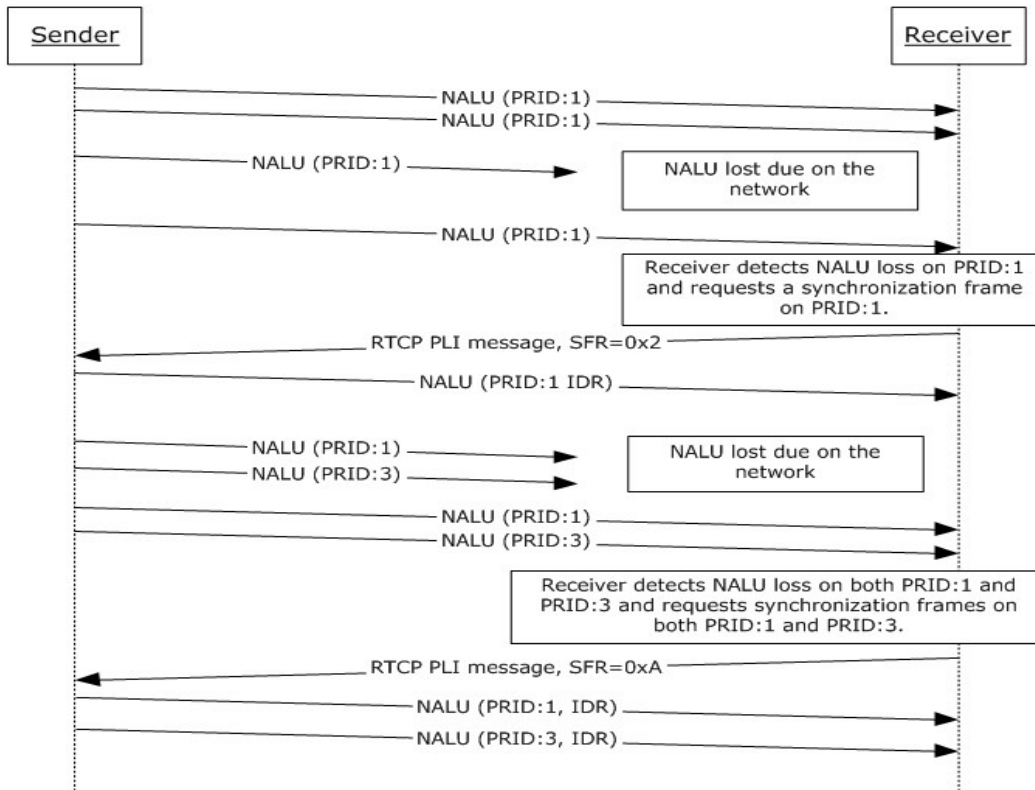 Sender
Receiver
NALU (PRID:1)
NALU (PRID:1)
NALU (PRID:1)
NALU lost due on the
network
NALU (PRID:1)
Receiver detects NALU loss on PRID:1
and requests a synchronization frame
on PRID:1.
RTCP PLI message, SFR=0x2
NALU (PRID:1 IDR)
NALU (PRID:1)
NALU lost due on the
network
NALU (PRID:3)
NALU (PRID:1)
NALU (PRID:3)
Receiver detects NALU loss on both PRID:1 and
PRID:3 and requests synchronization frames on
both PRID:1 and PRID:3.
RTCP PLI message, SFR=0xA
NALU (PRID:1, IDR)
NALU (PRID:3, IDR)